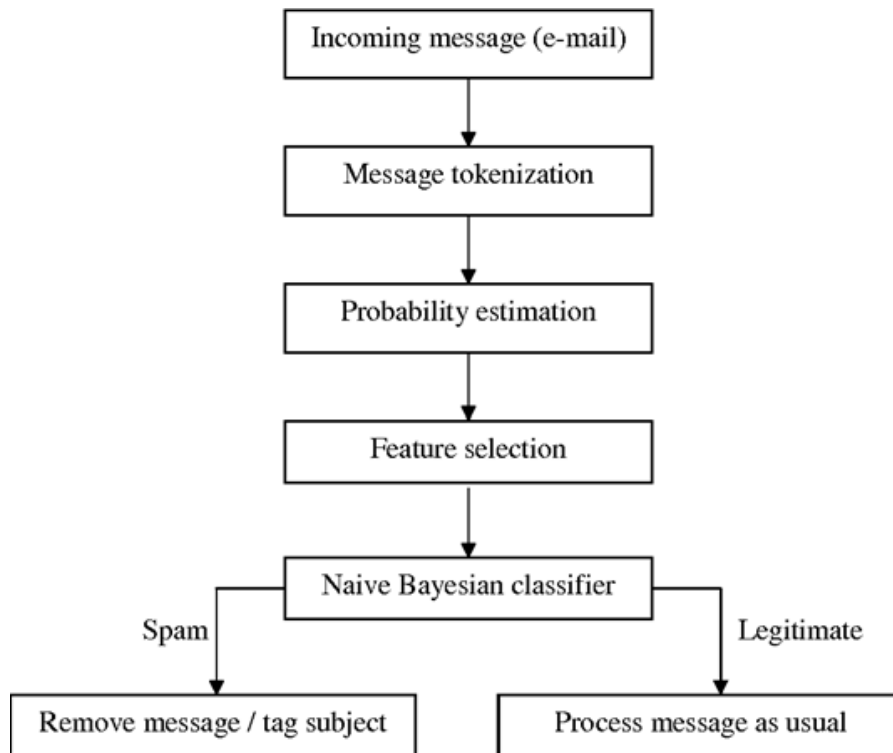 Incoming message (e-mail)
Message tokenization
Probability estimation
Feature selection
Naive Bayesian classifier
Spam
Legitimate
Remove message / tag subject
Process message as usual